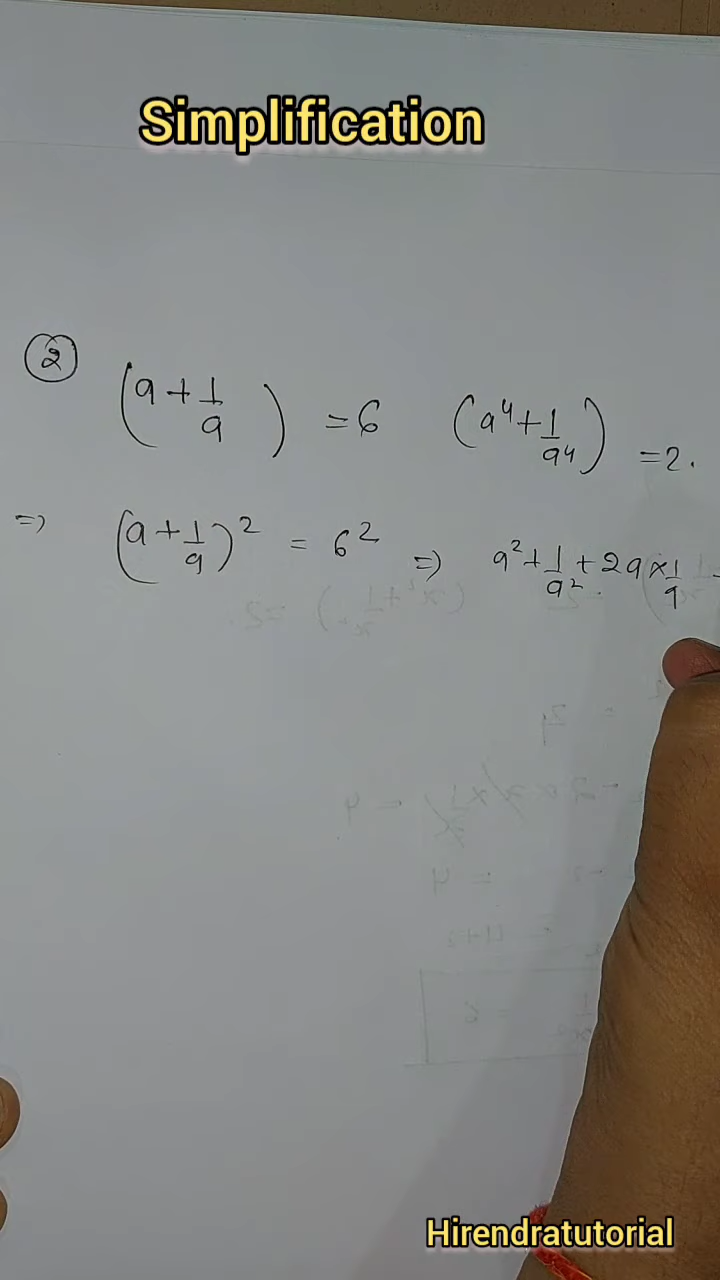 Simplification
② (a + 1/a) = 6 (a⁴ + 1/a⁴) = 2.
⇒ (a + 1/a)² = 6² ⇒ a² + 1/a² + 2a × 1/a
Hirendratutorial